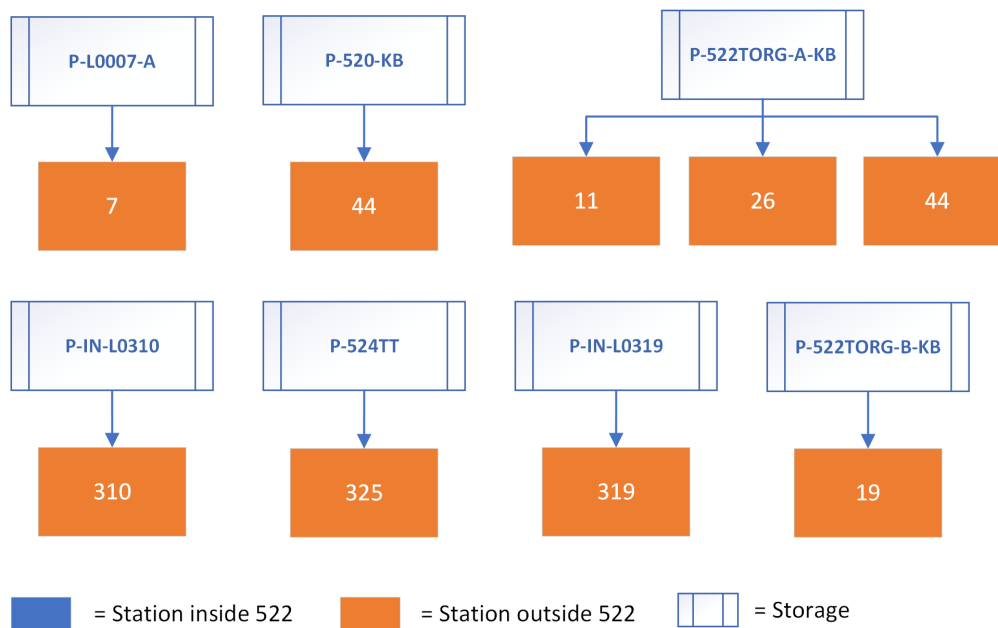 P-L0007-A
P-520-KB
P-522TORG-A-KB
7
44
11
26
44
P-IN-L0310
P-524TT
P-IN-L0319
P-522TORG-B-KB
310
325
319
19
= Station inside 522
= Station outside 522
= Storage